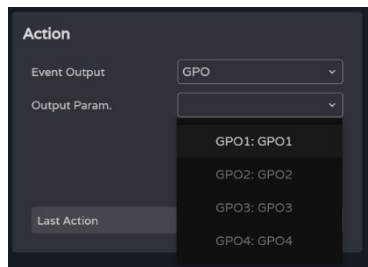 Action
Event Output GPO
Output Param.
GPO1: GPO1
GPO2: GPO2
GPO3: GPO3
Last Action
GPO4: GPO4